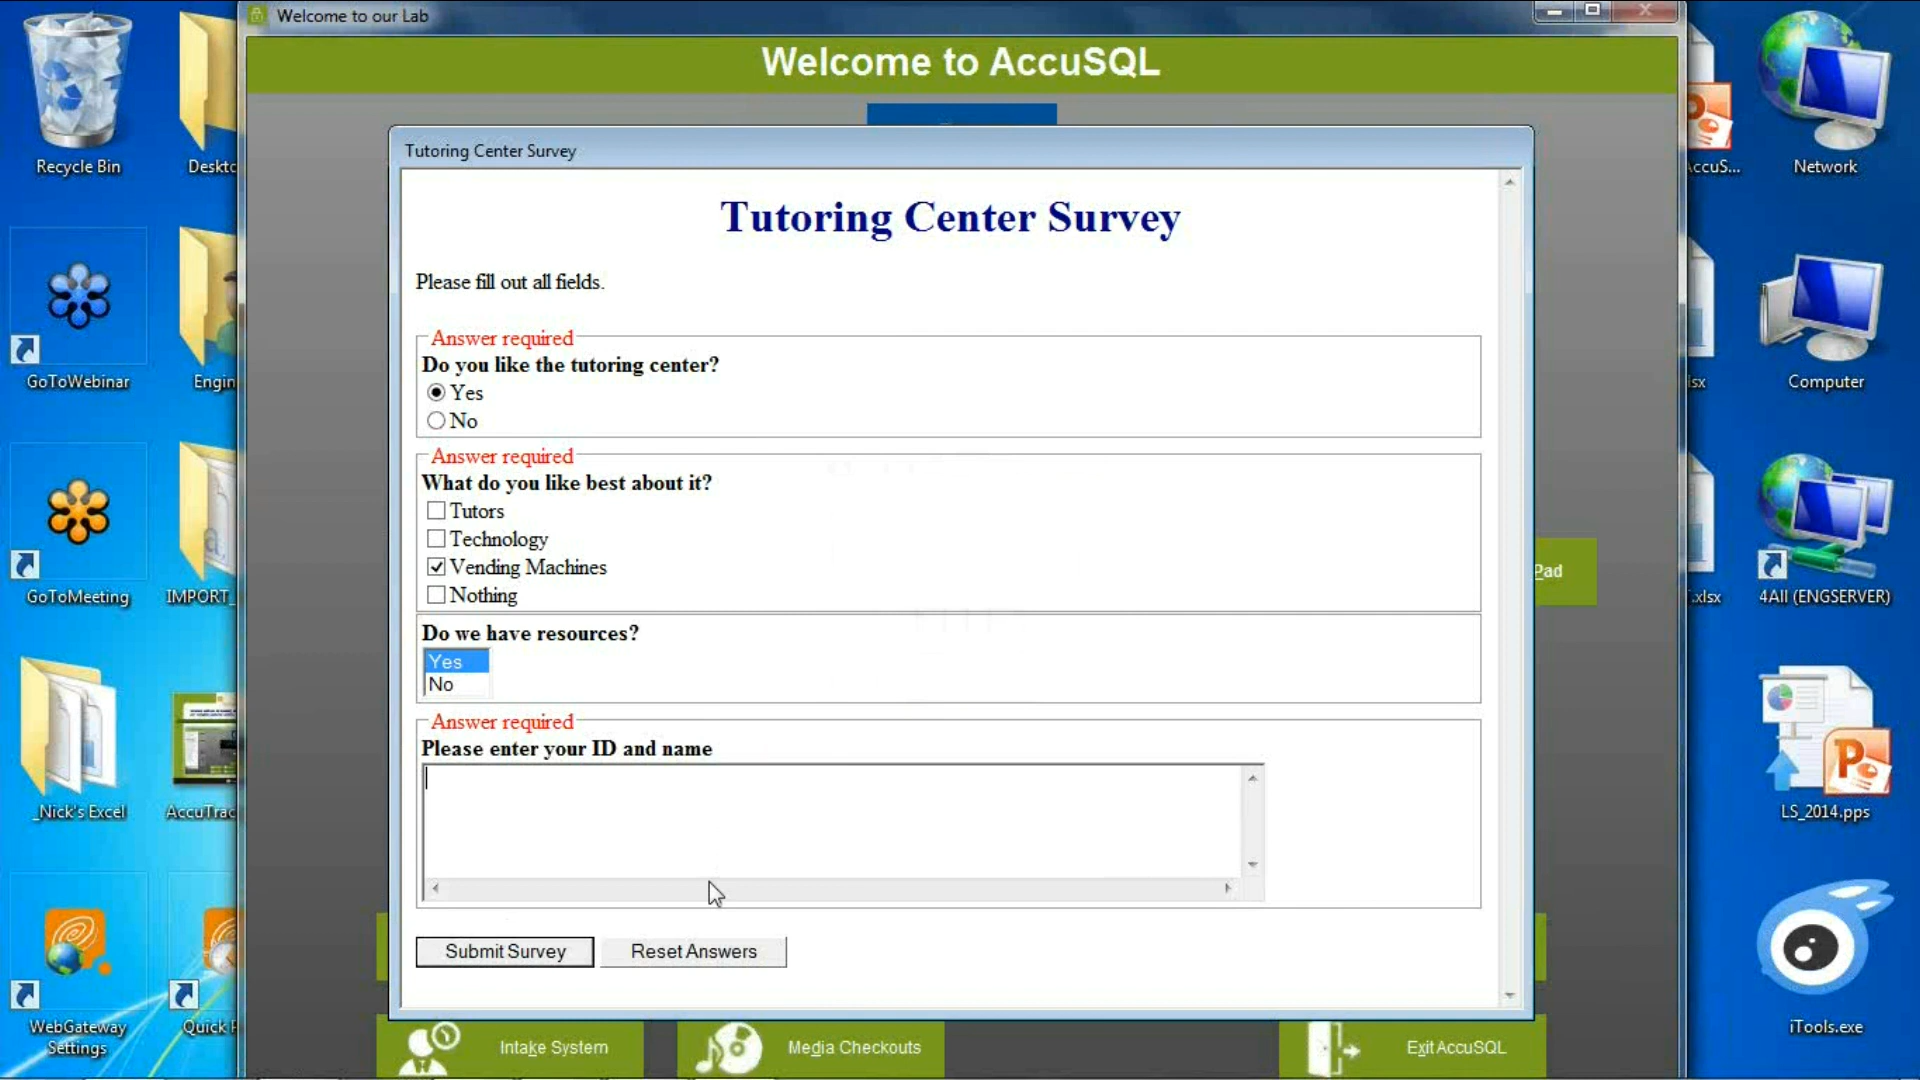 Welcome to our Lab
Welcome to AccuSQL
Tutoring Center Survey
Tutoring Center Survey
Please fill out all fields.
Answer required
Do you like the tutoring center?
Yes
No
Answer required
What do you like best about it?
Tutors
Technology
Vending Machines
Nothing
Do we have resources?
Yes
No
Answer required
Please enter your ID and name
Submit Survey
Reset Answers
Intake System
Media Checkouts
Exit AccuSQL
Pad
Recycle Bin
Deskto
GoToWebinar
Engin
GoToMeeting
IMPORT_
_Nick's Excel
AccuTrac
WebGateway
Settings
Quick
AccuS...
Network
lsx
Computer
.xlsx
4All (ENGSERVER)
LS_2014.pps
iTools.exe